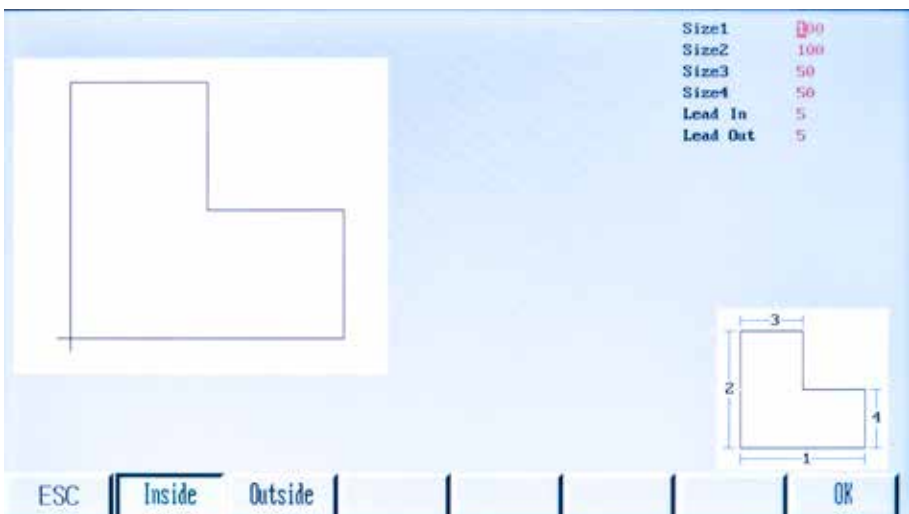 Size1 100
Size2 100
Size3 50
Size4 50
Lead In 5
Lead Out 5
3
2
4
1
ESC Inside Outside OK